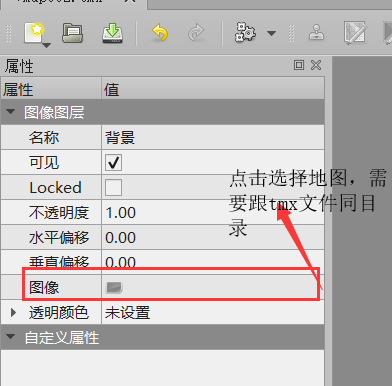 属性
属性 值
图像图层
名称 背景
可见
Locked
不透明度 1.00
水平偏移 0.00
垂直偏移 0.00
图像
透明颜色 未设置
自定义属性
点击选择地图，需
要跟tmx文件同目
录